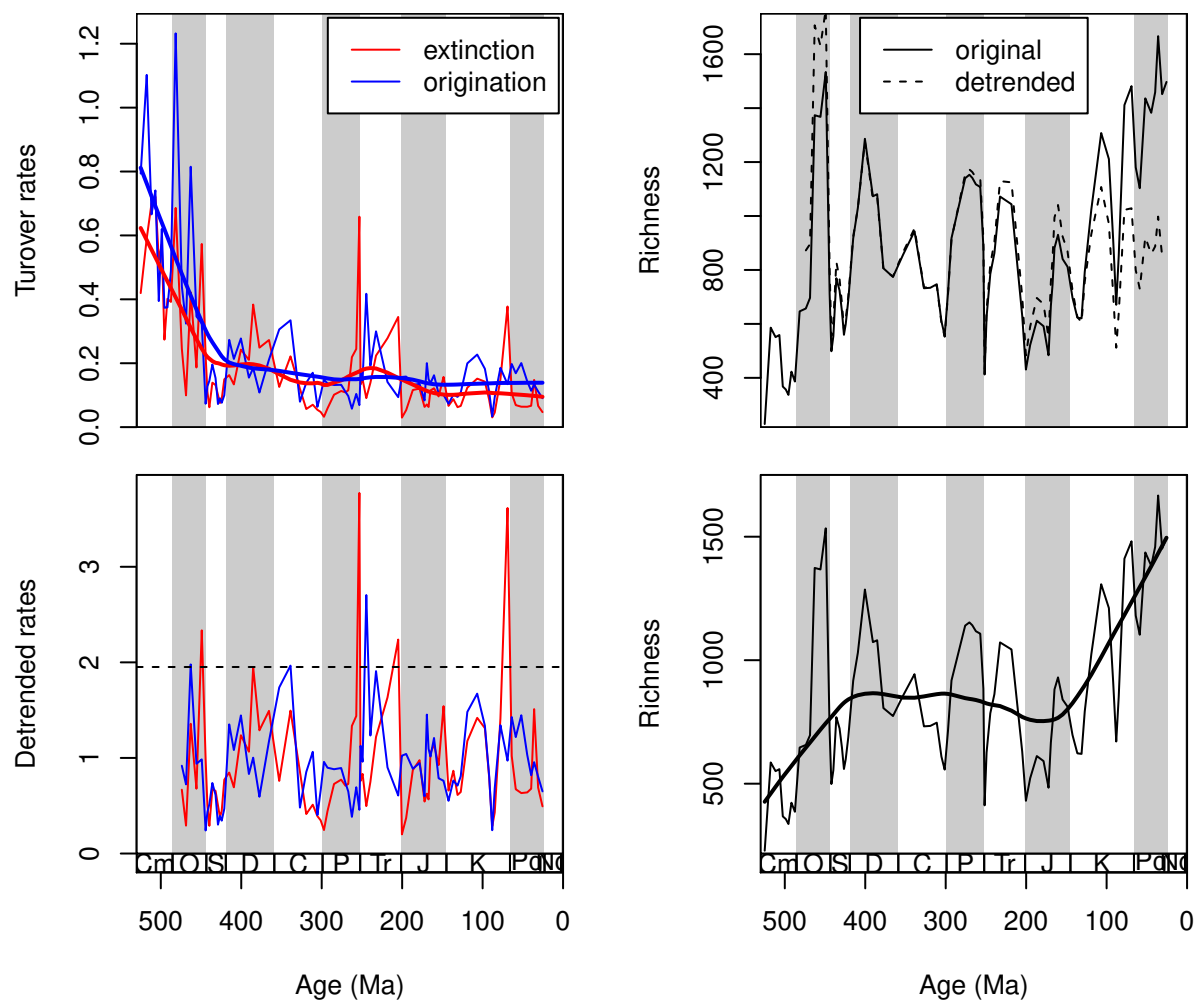 Turover rates
0.0 0.2 0.4 0.6 0.8 1.0 1.2
extinction
origination
Richness
400 800 1200 1600
original
detrended
Detrended rates
0 1 2 3
Cm O S D C P Tr J K Pg
500 400 300 200 100 0
Age (Ma)
Richness
500 1000 1500
Cm O S D C P Tr J K Pg
500 400 300 200 100 0
Age (Ma)